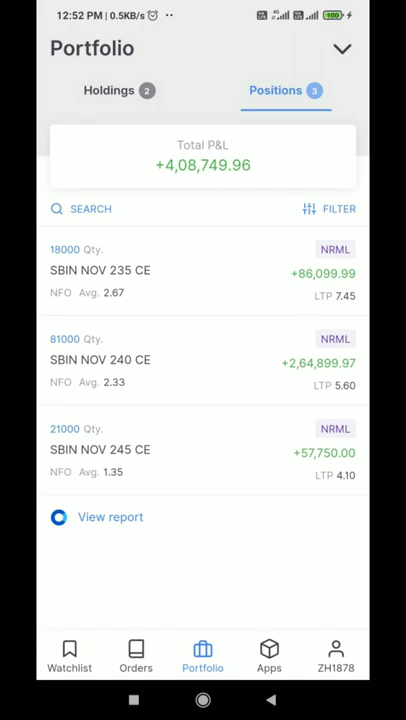 12:52 PM | 0.5KB/s
100
Portfolio
Holdings 2
Positions 3
Total P&L
+4,08,749.96
SEARCH
FILTER
18000 Qty.
NRML
SBIN NOV 235 CE
+86,099.99
NFO Avg. 2.67
LTP 7.45
81000 Qty.
NRML
SBIN NOV 240 CE
+2,64,899.97
NFO Avg. 2.33
LTP 5.60
21000 Qty.
NRML
SBIN NOV 245 CE
+57,750.00
NFO Avg. 1.35
LTP 4.10
View report
Watchlist
Orders
Portfolio
Apps
ZH1878